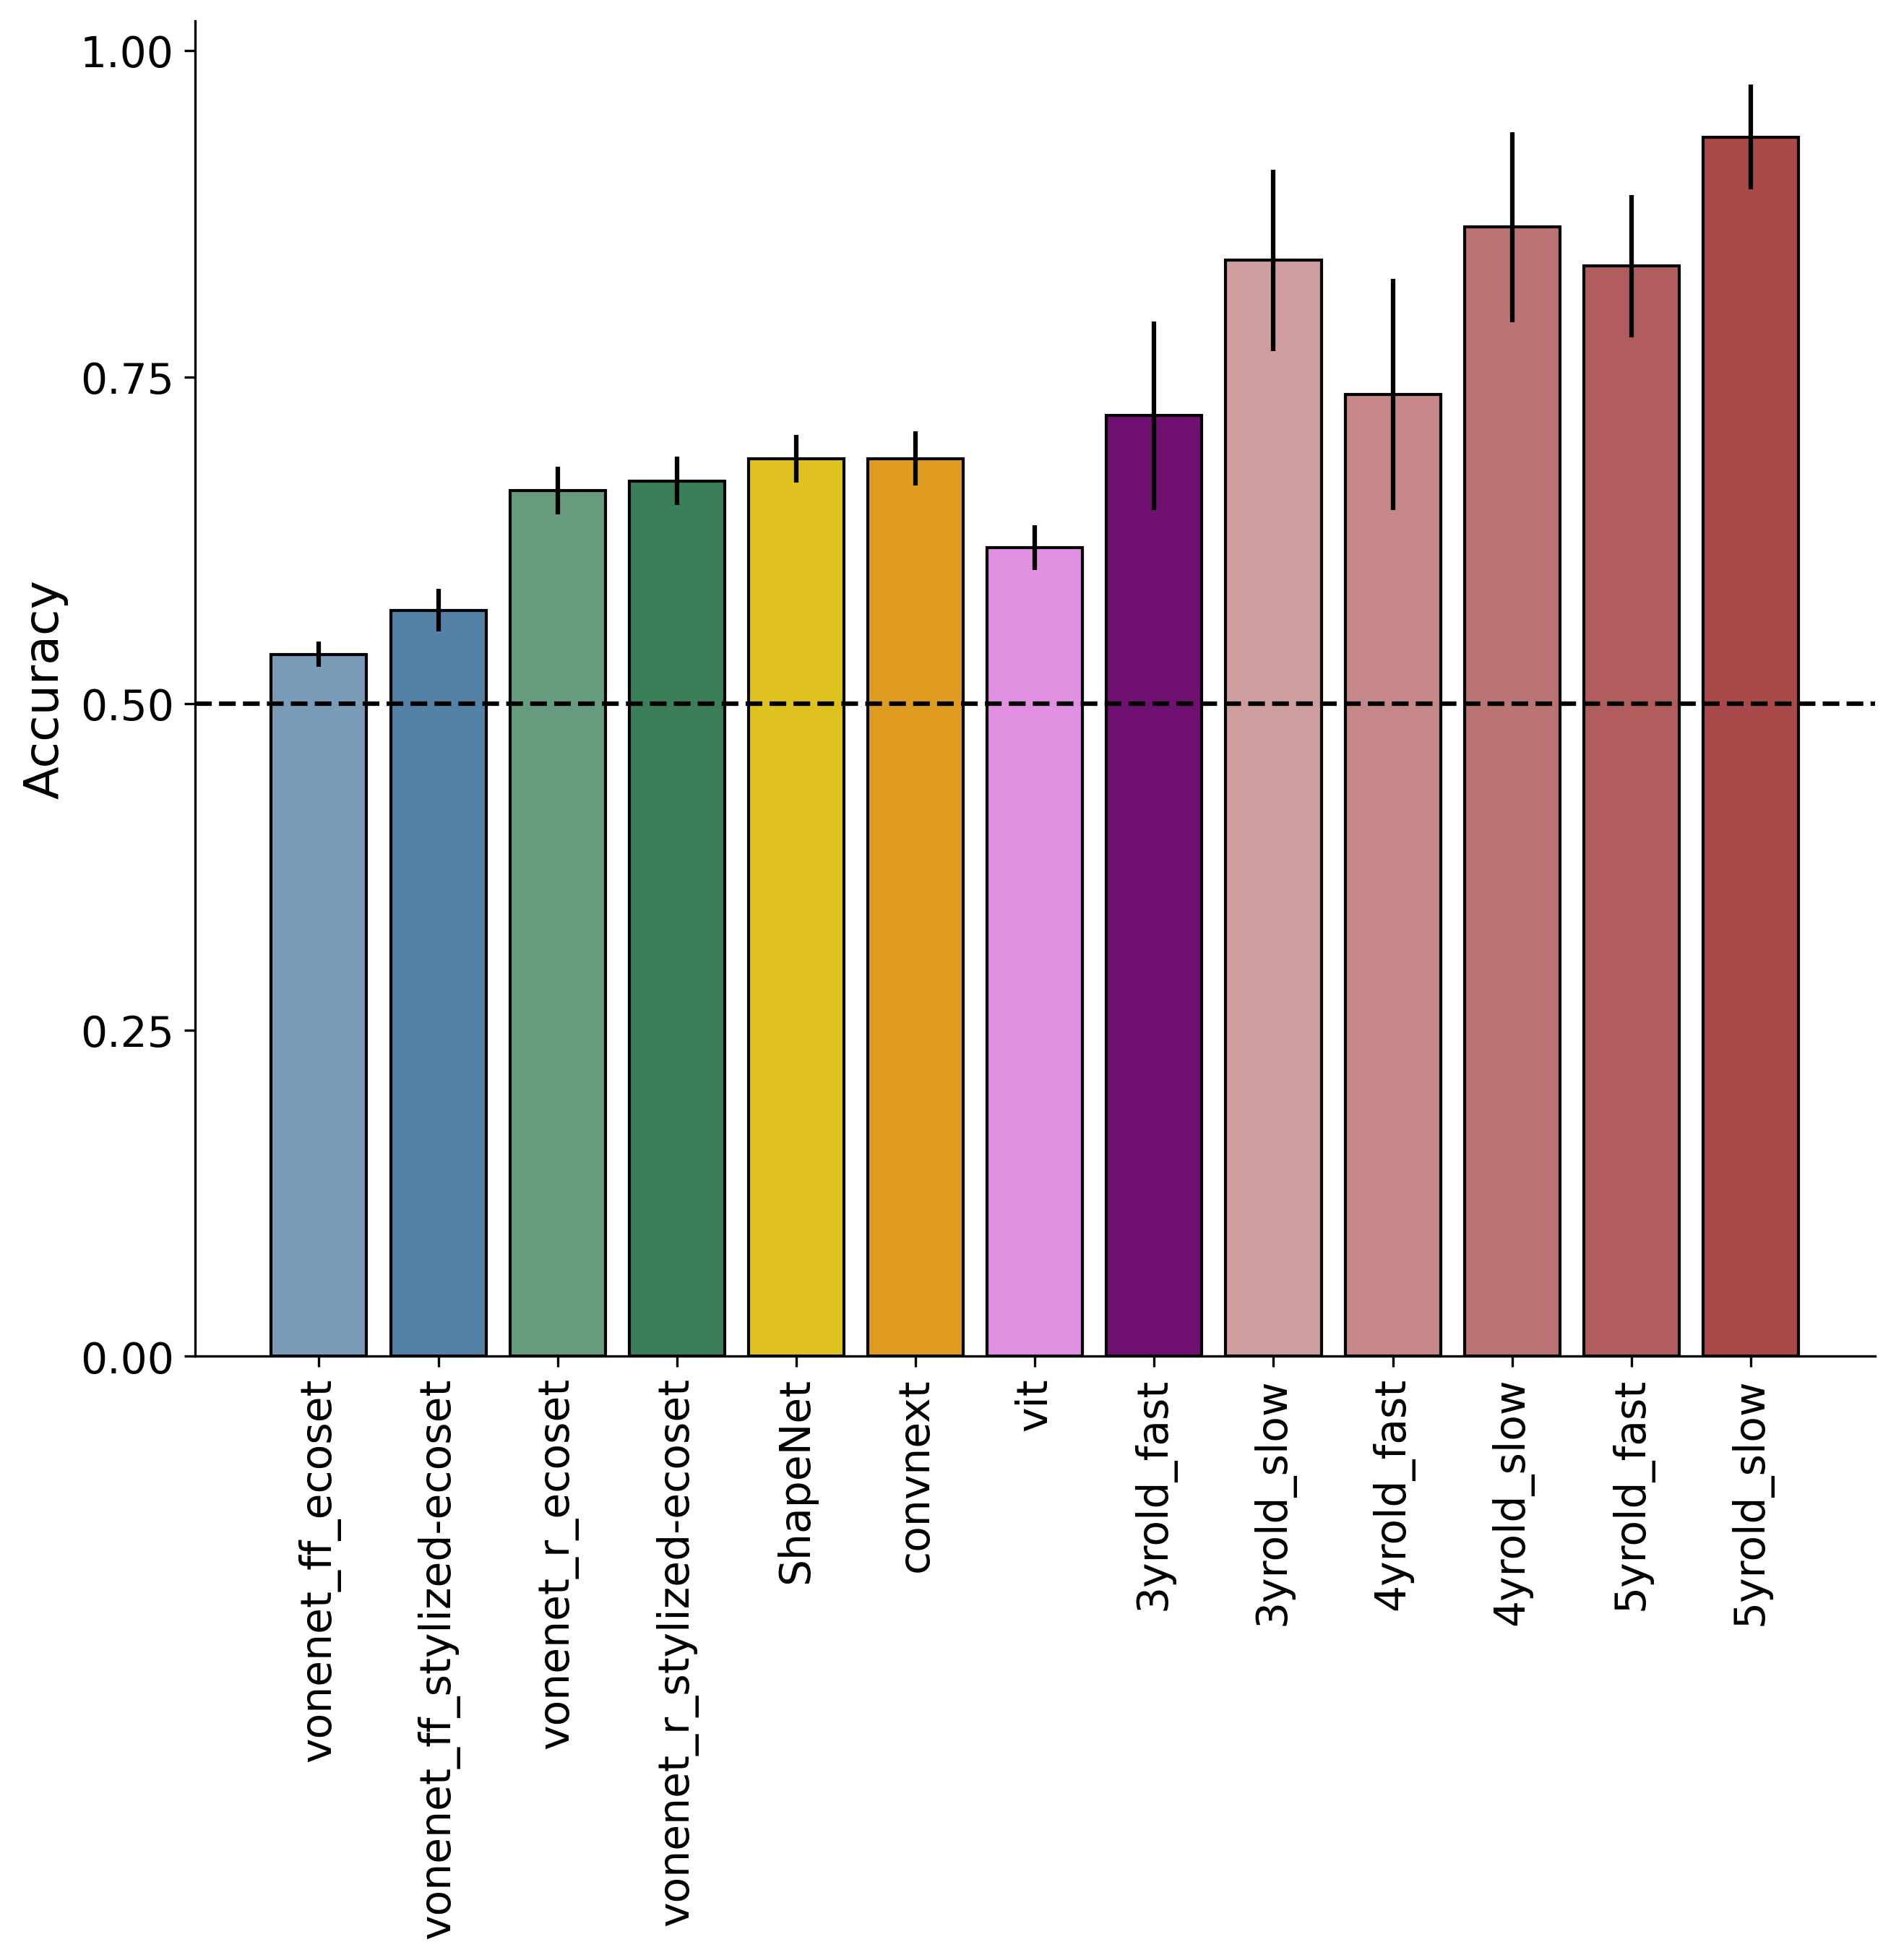 1.00
0.75
0.50
0.25
0.00
Accuracy
vonenet_ff_ecoset
vonenet_ff_stylized-ecoset
vonenet_r_ecoset
vonenet_r_stylized-ecoset
ShapeNet
convnext
vit
3yrold_fast
3yrold_slow
4yrold_fast
4yrold_slow
5yrold_fast
5yrold_slow